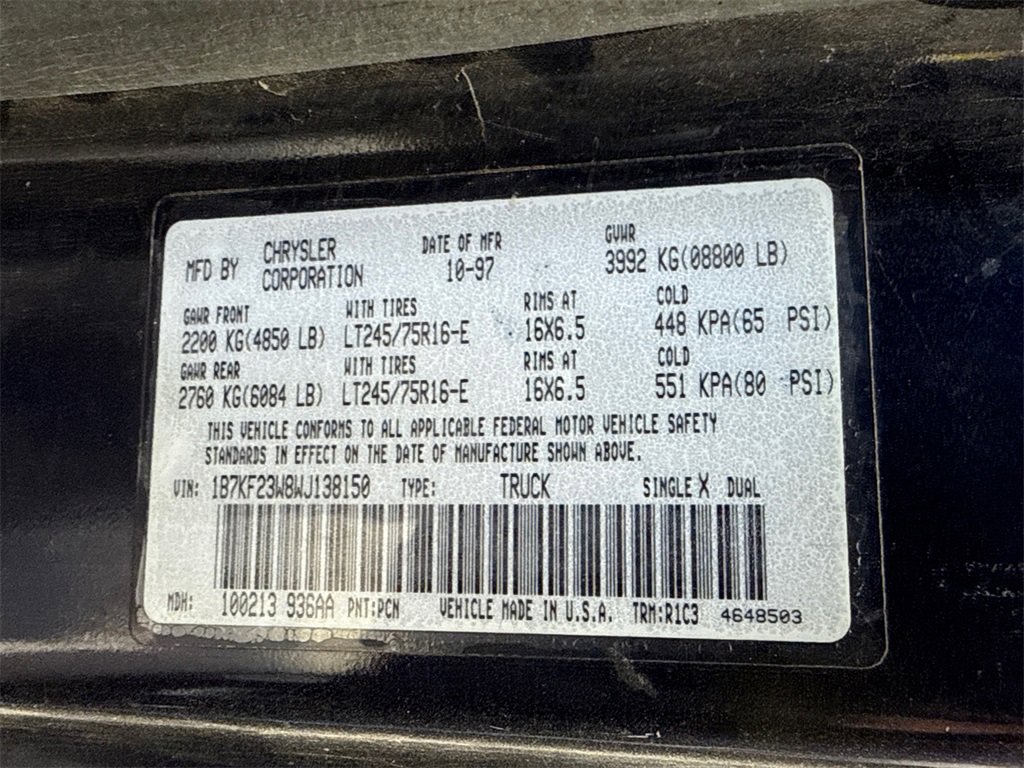 MFD BY CHRYSLER CORPORATION DATE OF MFR 10-97 GVWR 3992 KG(08800 LB)
GAWR FRONT WITH TIRES RIMS AT COLD
2200 KG(4850 LB) LT245/75R16-E 16X6.5 448 KPA(65 PSI)
GAWR REAR WITH TIRES RIMS AT COLD
2760 KG(6084 LB) LT245/75R16-E 16X6.5 551 KPA(80 PSI)
THIS VEHICLE CONFORMS TO ALL APPLICABLE FEDERAL MOTOR VEHICLE SAFETY
STANDARDS IN EFFECT ON THE DATE OF MANUFACTURE SHOWN ABOVE.
VIN: 1B7KF23W8WJ138150 TYPE: TRUCK SINGLE X DUAL
MDH: 100213 936AA PNT:PCN VEHICLE MADE IN U.S.A. TRM:R1C3 4648503